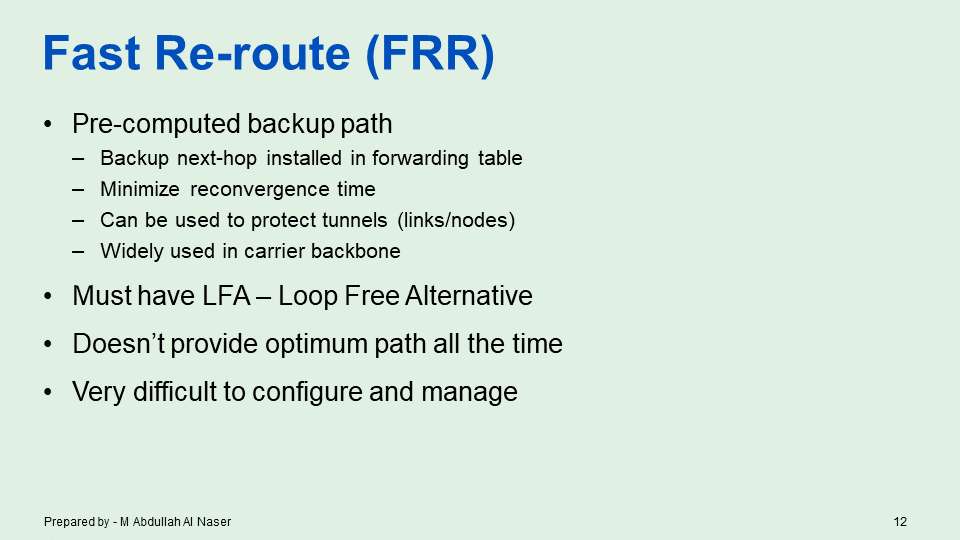 Fast Re-route (FRR)
• Pre-computed backup path
– Backup next-hop installed in forwarding table
– Minimize reconvergence time
– Can be used to protect tunnels (links/nodes)
– Widely used in carrier backbone
• Must have LFA – Loop Free Alternative
• Doesn’t provide optimum path all the time
• Very difficult to configure and manage
Prepared by - M Abdullah Al Naser
12